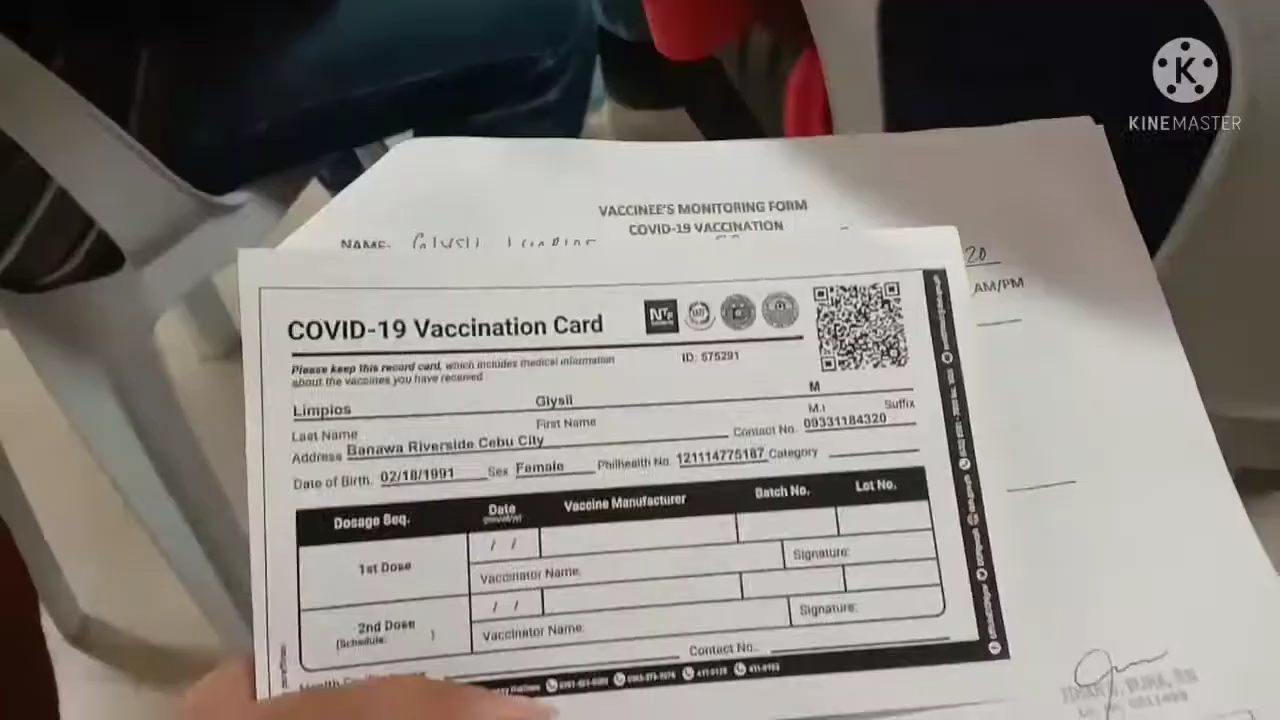 KINEMASTER
VACCINEE'S MONITORING FORM
COVID-19 VACCINATION
NAME: Glysil Limpios
20
AM/PM
COVID-19 Vaccination Card
Please keep this record card, which includes medical information
about the vaccines you have received
ID: 575291
Limpios Glysil M
Last Name First Name M.I Suffix
Address Banawa Riverside Cebu City Contact No. 09331184320
Date of Birth. 02/18/1991 Sex Female Philhealth No. 121114775187 Category
Dosage Seq. Date Vaccine Manufacturer Batch No. Lot No.
1st Dose / /
Vaccinator Name: Signature:
2nd Dose / /
(Schedule: )
Vaccinator Name: Signature:
Contact No.